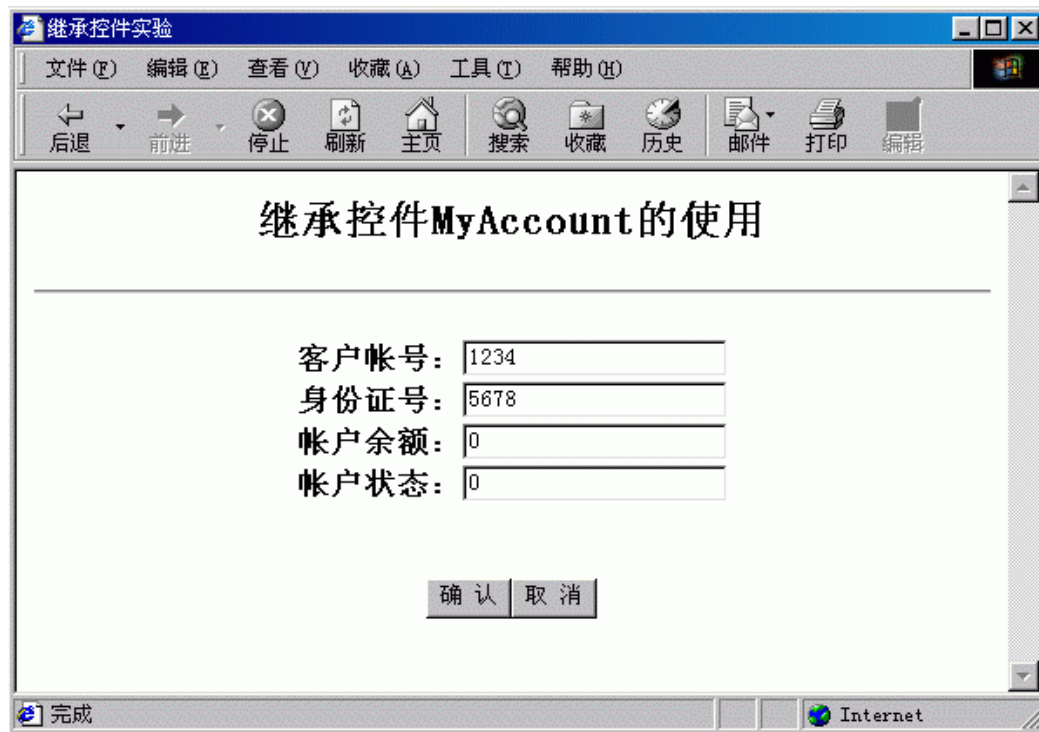 继承控件实验
文件(F) 编辑(E) 查看(V) 收藏(A) 工具(T) 帮助(H)
后退 前进 停止 刷新 主页 搜索 收藏 历史 邮件 打印 编辑
继承控件MyAccount的使用
客户帐号：1234
身份证号：5678
帐户余额：0
帐户状态：0
确 认 取 消
完成 Internet